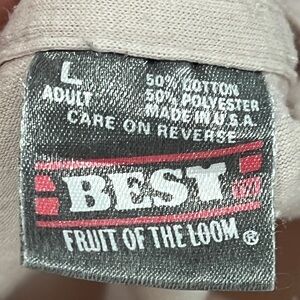 L
ADULT
50% COTTON
50% POLYESTER
MADE IN U.S.A.
CARE ON REVERSE
BEST
FRUIT OF THE LOOM ®